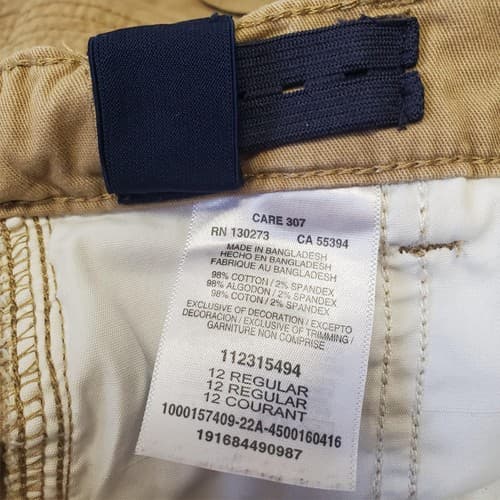 CARE 307
RN 130273 CA 55394
MADE IN BANGLADESH
HECHO EN BANGLADESH
FABRIQUE AU BANGLADESH
98% COTTON / 2% SPANDEX
98% ALGODON / 2% SPANDEX
98% COTON / 2% SPANDEX
EXCLUSIVE OF DECORATION / EXCEPTO
DECORACIÓN / EXCLUSIVE OF TRIMMING /
GARNITURE NON COMPRISE
112315494
12 REGULAR
12 REGULAR
12 COURANT
1000157409-22A-4500160416
191684490987